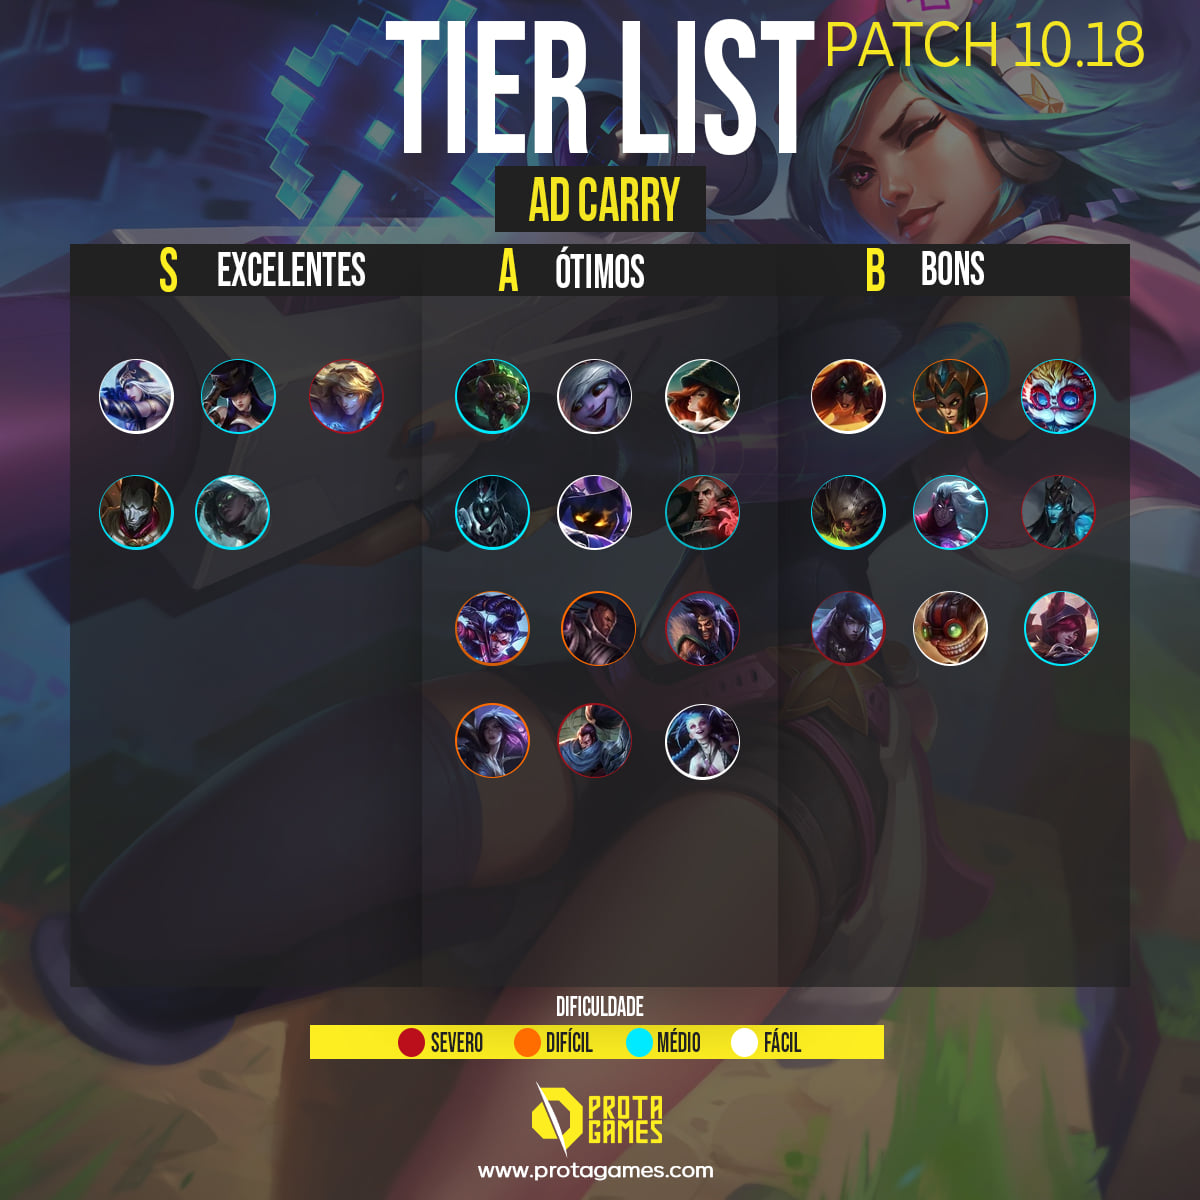 TIER LIST
PATCH 10.18
AD CARRY
S EXCELENTES
A ÓTIMOS
B BONS
DIFICULDADE
SEVERO DIFÍCIL MÉDIO FÁCIL
PROTA
GAMES
www.protagames.com